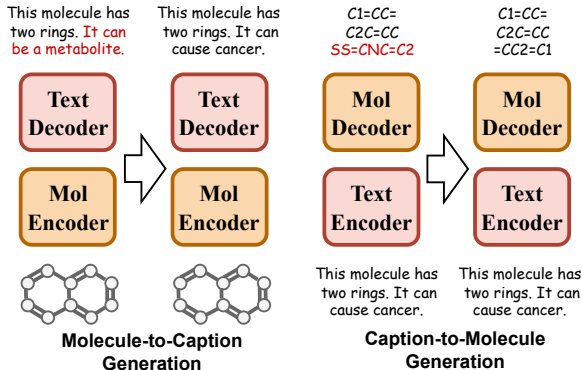 This molecule has
two rings. It can
be a metabolite.
Text
Decoder
Mol
Encoder
This molecule has
two rings. It can
cause cancer.
Text
Decoder
Mol
Encoder
Molecule-to-Caption
Generation
C1=CC=
C2C=CC
SS=CNC=C2
Mol
Decoder
Text
Encoder
This molecule has
two rings. It can
cause cancer.
C1=CC=
C2C=CC
=CC2=C1
Mol
Decoder
Text
Encoder
This molecule has
two rings. It can
cause cancer.
Caption-to-Molecule
Generation